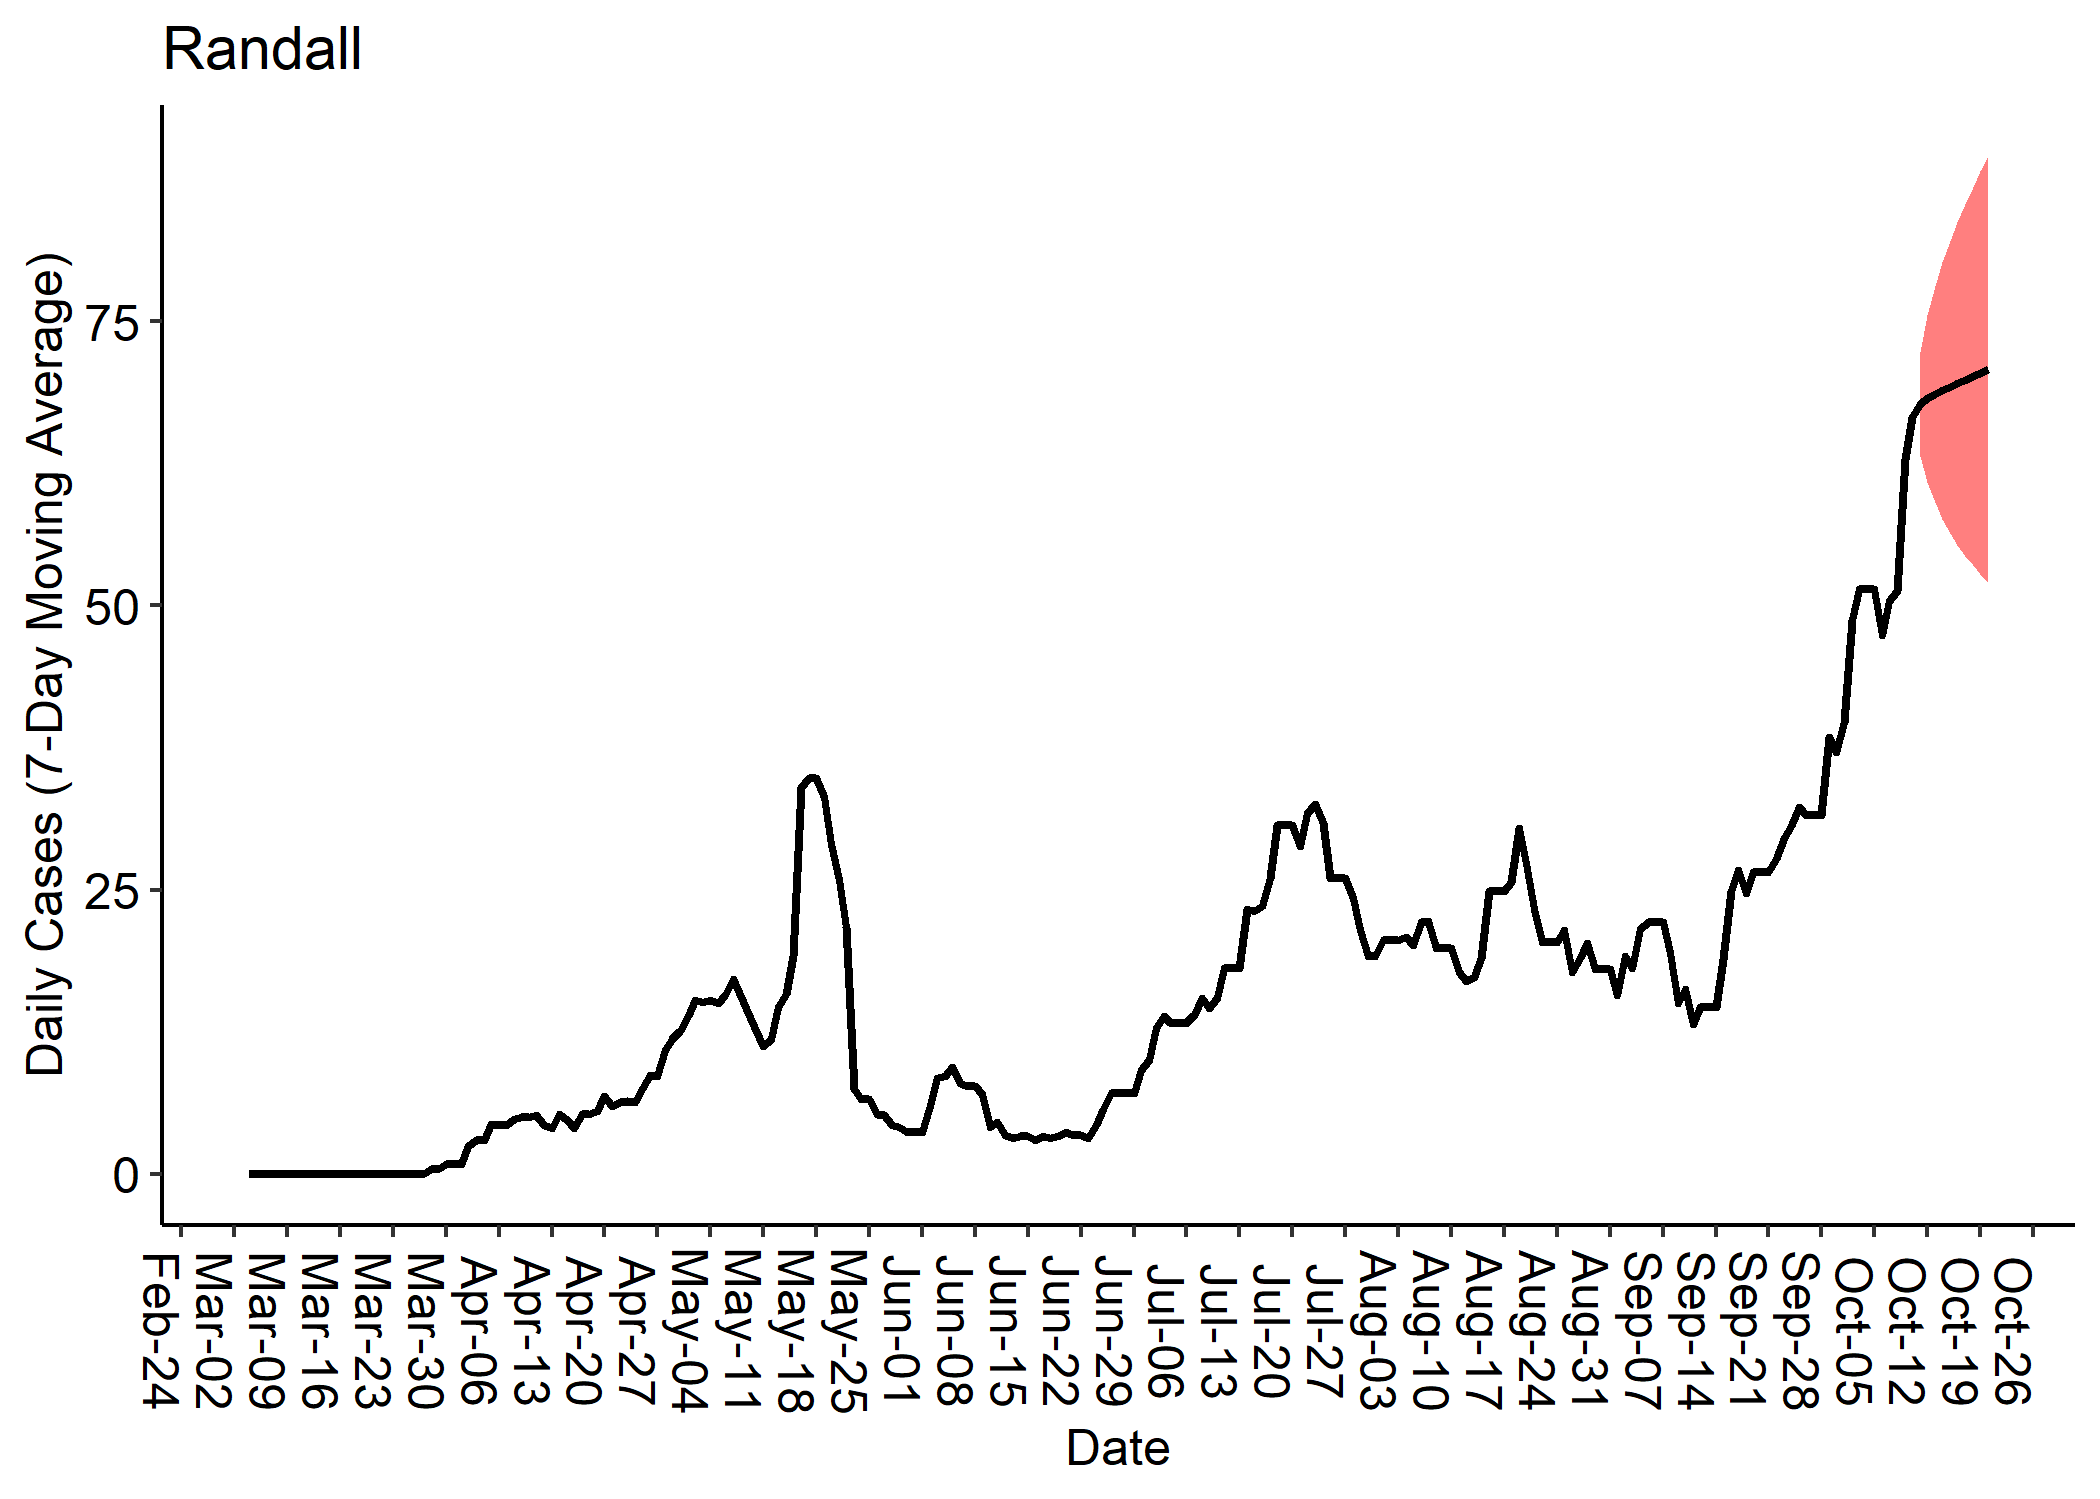 Randall
Daily Cases (7-Day Moving Average)
75
50
25
0
Feb-24
Mar-02
Mar-09
Mar-16
Mar-23
Mar-30
Apr-06
Apr-13
Apr-20
Apr-27
May-04
May-11
May-18
May-25
Jun-01
Jun-08
Jun-15
Jun-22
Jun-29
Jul-06
Jul-13
Jul-20
Jul-27
Aug-03
Aug-10
Aug-17
Aug-24
Aug-31
Sep-07
Sep-14
Sep-21
Sep-28
Oct-05
Oct-12
Oct-19
Oct-26
Date